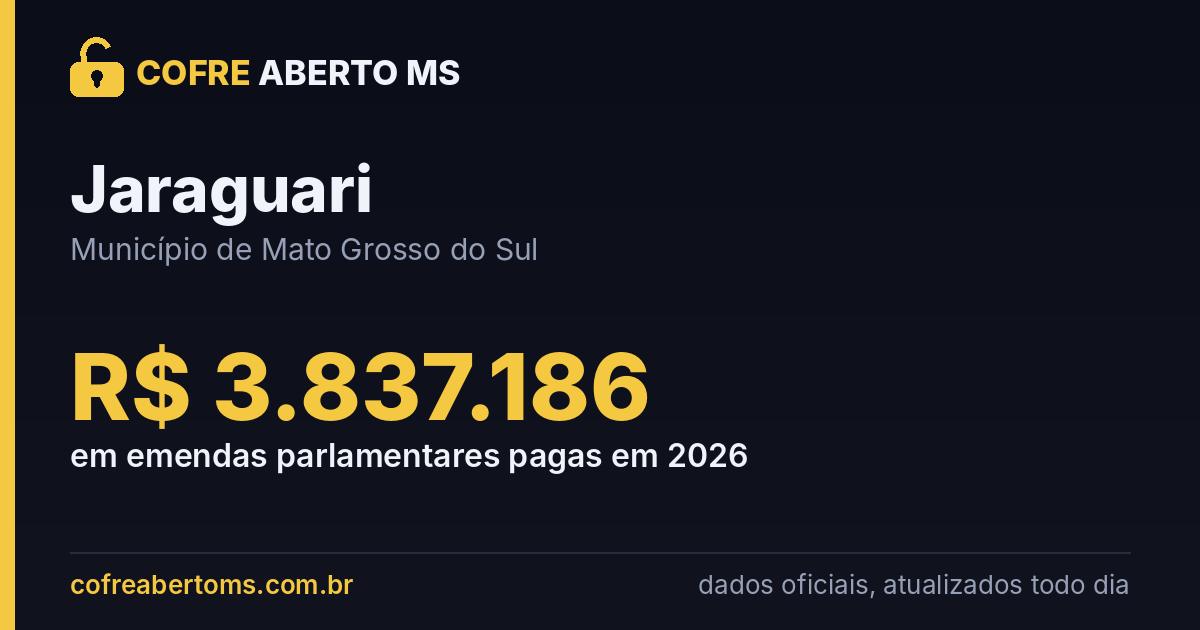 COFRE ABERTO MS
Jaraguari
Município de Mato Grosso do Sul
R$ 3.837.186
em emendas parlamentares pagas em 2026
cofreabertoms.com.br
dados oficiais, atualizados todo dia